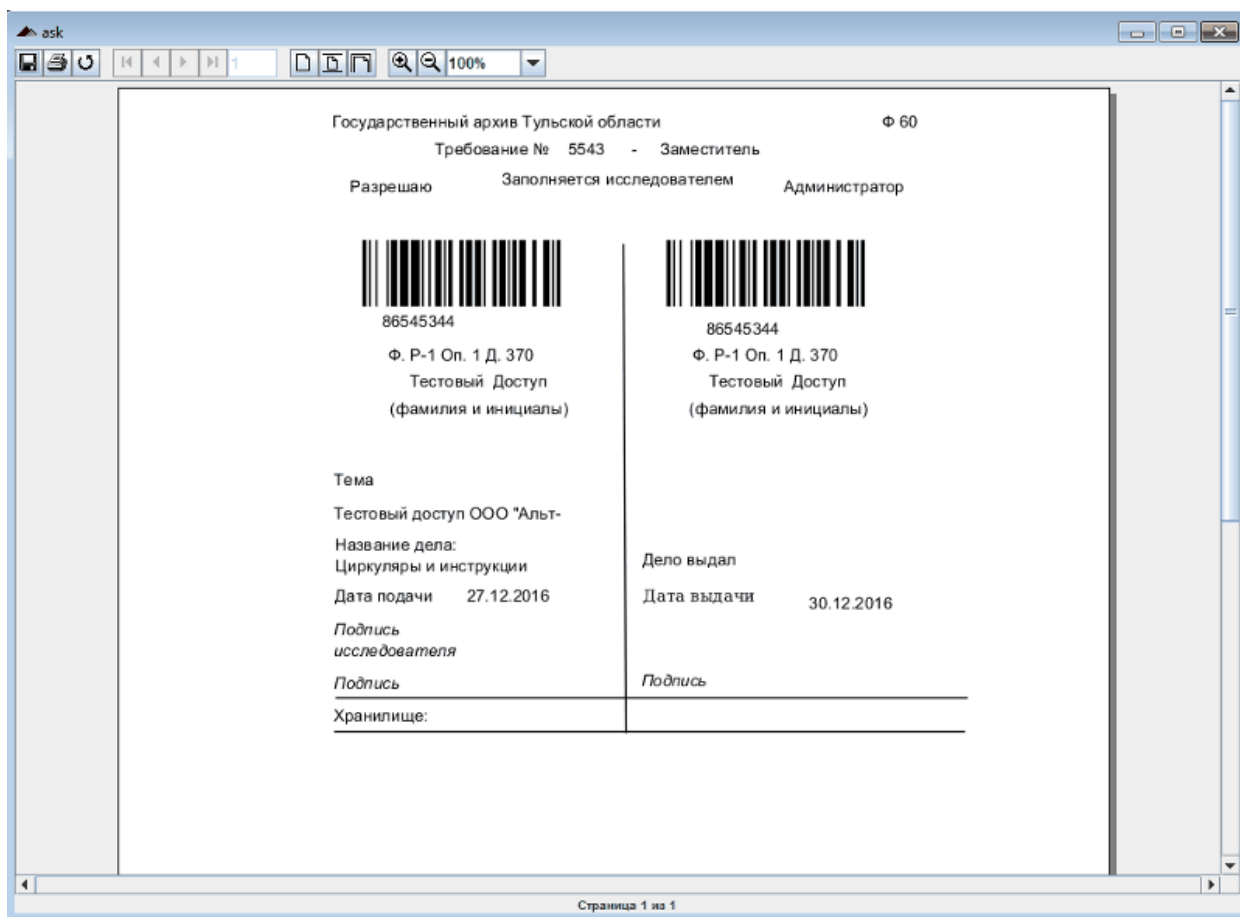 ask
1
100%
Государственный архив Тульской области Ф 60
Требование № 5543 - Заместитель
Заполняется исследователем
Разрешаю Администратор
86545344 86545344
Ф. Р-1 Оп. 1 Д. 370 Ф. Р-1 Оп. 1 Д. 370
Тестовый Доступ Тестовый Доступ
(фамилия и инициалы) (фамилия и инициалы)
Тема
Тестовый доступ ООО "Альт-
Название дела:
Циркуляры и инструкции Дело выдал
Дата подачи 27.12.2016 Дата выдачи 30.12.2016
Подпись
исследователя
Подпись Подпись
Хранилище:
Страница 1 из 1